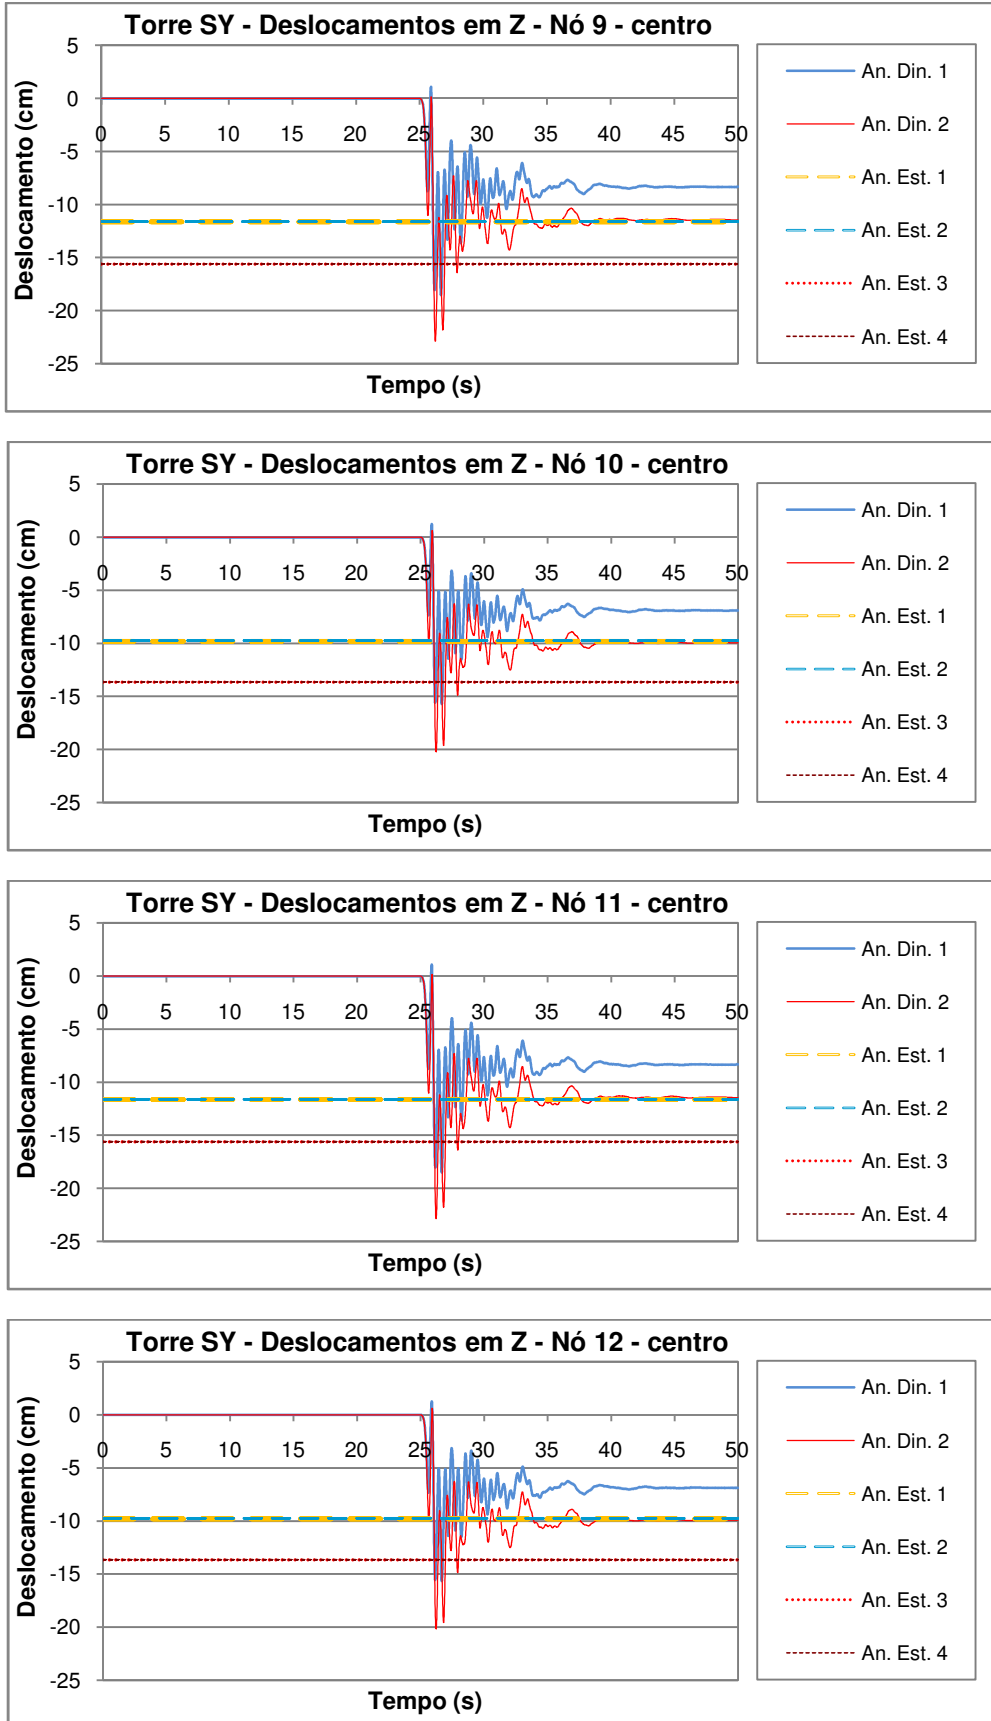 Torre SY - Deslocamentos em Z - Nó 9 - centro
Deslocamento (cm)
5
0
-5
-10
-15
-20
-25
0 5 10 15 20 25 30 35 40 45 50
Tempo (s)
An. Din. 1
An. Din. 2
An. Est. 1
An. Est. 2
An. Est. 3
An. Est. 4
Torre SY - Deslocamentos em Z - Nó 10 - centro
Deslocamento (cm)
5
0
-5
-10
-15
-20
-25
0 5 10 15 20 25 30 35 40 45 50
Tempo (s)
An. Din. 1
An. Din. 2
An. Est. 1
An. Est. 2
An. Est. 3
An. Est. 4
Torre SY - Deslocamentos em Z - Nó 11 - centro
Deslocamento (cm)
5
0
-5
-10
-15
-20
-25
0 5 10 15 20 25 30 35 40 45 50
Tempo (s)
An. Din. 1
An. Din. 2
An. Est. 1
An. Est. 2
An. Est. 3
An. Est. 4
Torre SY - Deslocamentos em Z - Nó 12 - centro
Deslocamento (cm)
5
0
-5
-10
-15
-20
-25
0 5 10 15 20 25 30 35 40 45 50
Tempo (s)
An. Din. 1
An. Din. 2
An. Est. 1
An. Est. 2
An. Est. 3
An. Est. 4